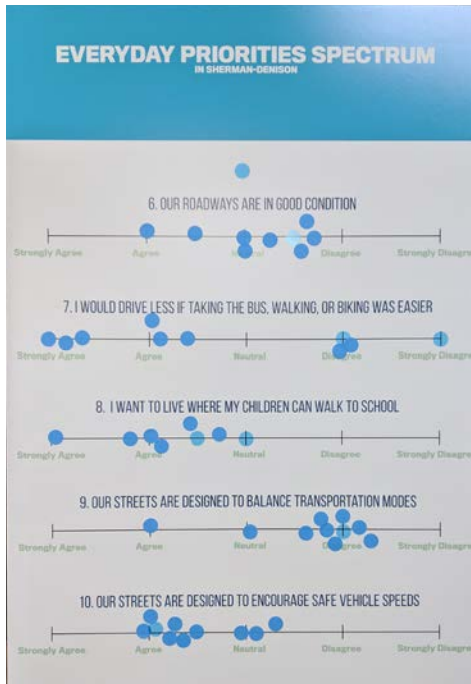 EVERYDAY PRIORITIES SPECTRUM
IN SHERMAN-DENISON
6. OUR ROADWAYS ARE IN GOOD CONDITION
Strongly Agree Agree Neutral Disagree Strongly Disagree
7. I WOULD DRIVE LESS IF TAKING THE BUS, WALKING, OR BIKING WAS EASIER
Strongly Agree Agree Neutral Disagree Strongly Disagree
8. I WANT TO LIVE WHERE MY CHILDREN CAN WALK TO SCHOOL
Strongly Agree Agree Neutral Disagree Strongly Disagree
9. OUR STREETS ARE DESIGNED TO BALANCE TRANSPORTATION MODES
Strongly Agree Agree Neutral Disagree Strongly Disagree
10. OUR STREETS ARE DESIGNED TO ENCOURAGE SAFE VEHICLE SPEEDS
Strongly Agree Agree Neutral Disagree Strongly Disagree